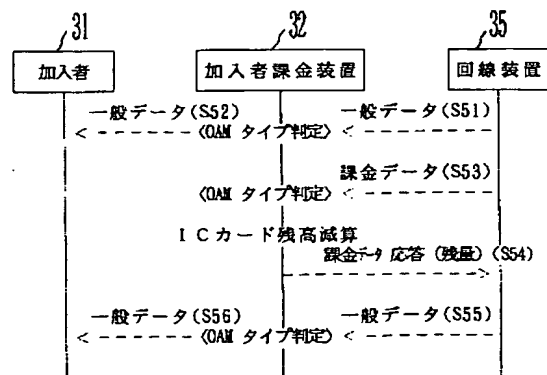 31 32 35
加入者 加入者課金装置 回線装置
一般データ(S52) 一般データ(S51)
〈OAM タイプ判定〉
課金データ(S53)
〈OAM タイプ判定〉
ICカード残高減算
課金データ応答(残量)(S54)
一般データ(S56) 一般データ(S55)
〈OAM タイプ判定〉